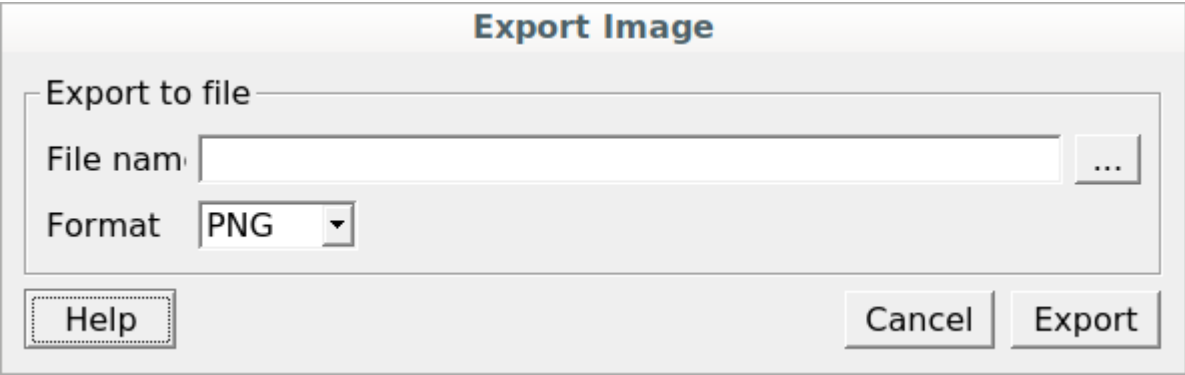 Export Image
Export to file
File nam
...
Format PNG
Help Cancel Export